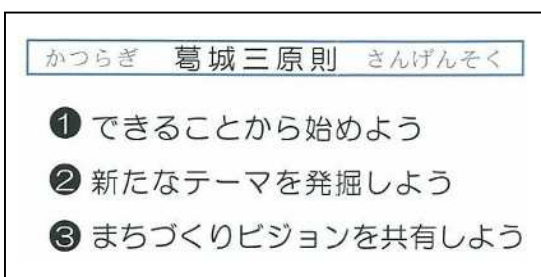 かつらぎ 葛城三原則 さんげんそく
❶ できることから始めよう
❷ 新たなテーマを発掘しよう
❸ まちづくりビジョンを共有しよう